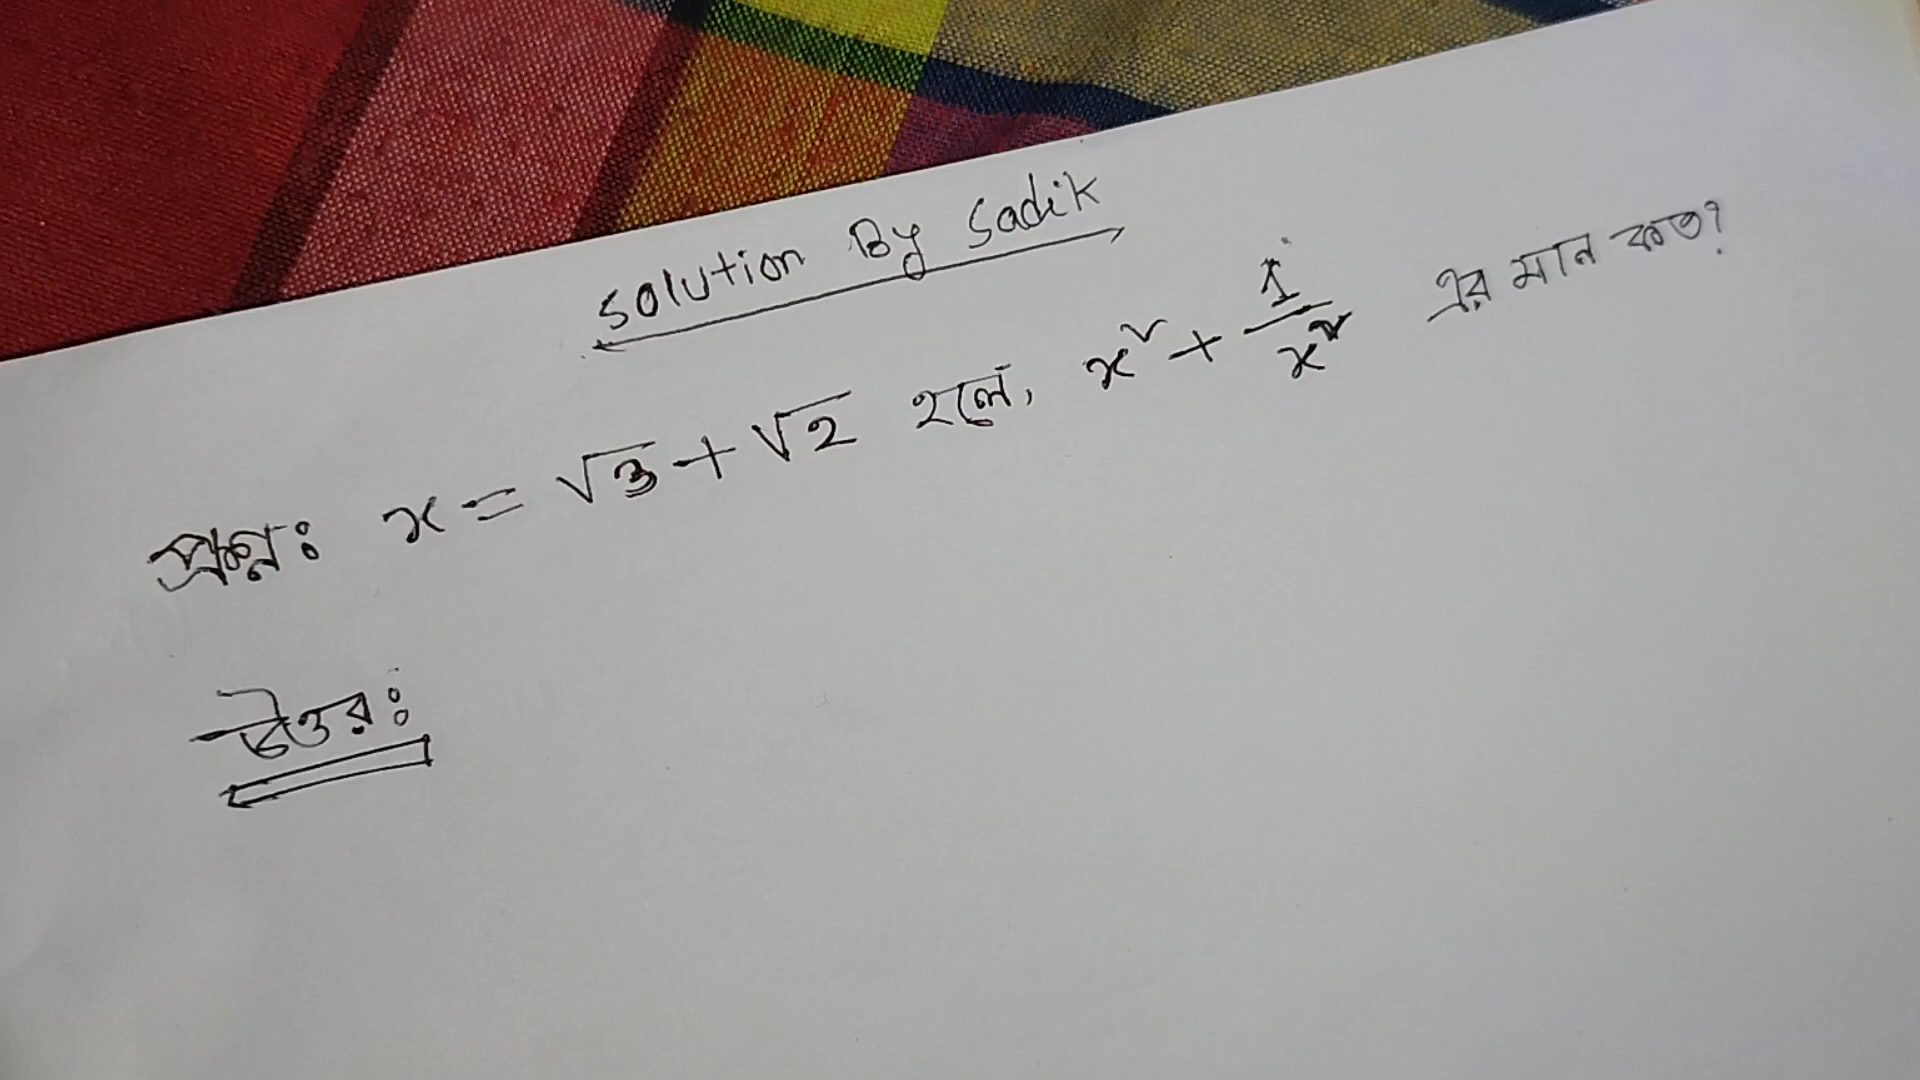 Solution By Sadik
প্রশ্নঃ x = √3 + √2 হলে, x² + 1/x² এর মান কত?
উত্তরঃ